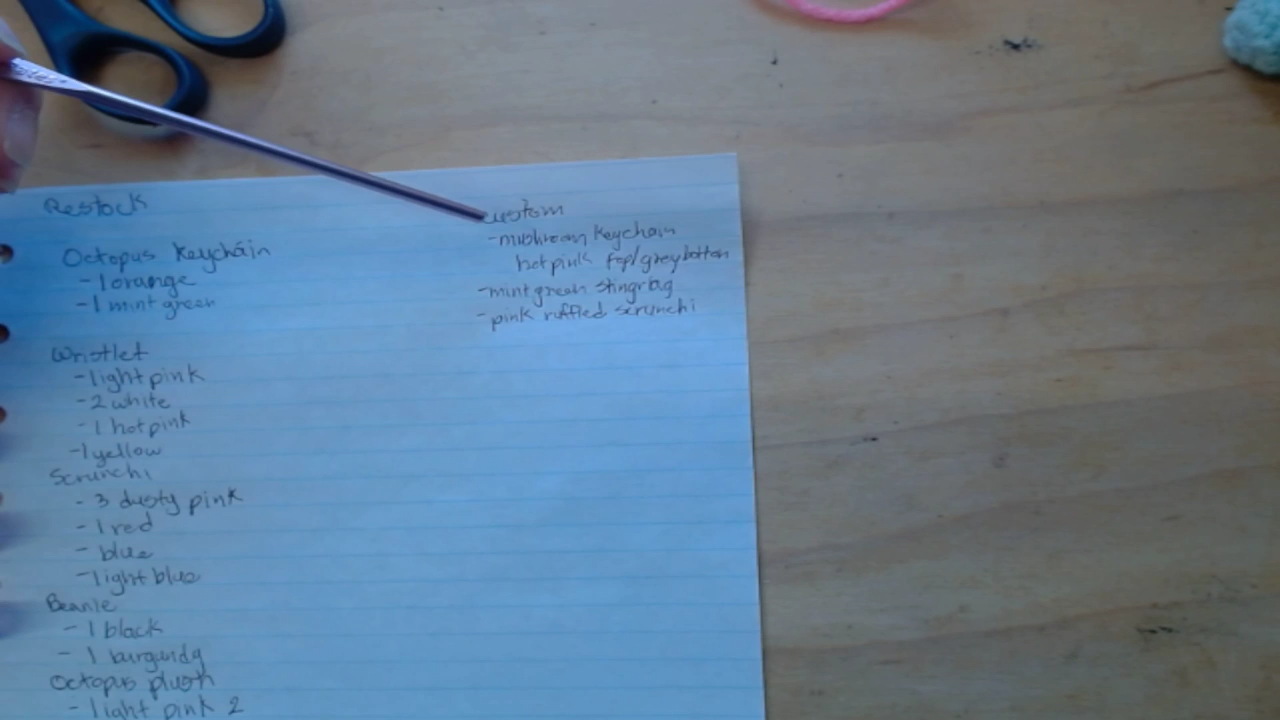 Restock
Octopus Keychain
- 1 orange
- 1 mint green
Wristlet
- light pink
- 2 white
- 1 hot pink
- 1 yellow
Scrunchi
- 3 dusty pink
- 1 red
- blue
- light blue
Beanie
- 1 black
- 1 burgundy
Octopus plush
- light pink 2
custom
- mushroom Keychain
hot pink top/grey bottom
- mint green
- pink ruffled scrunchi